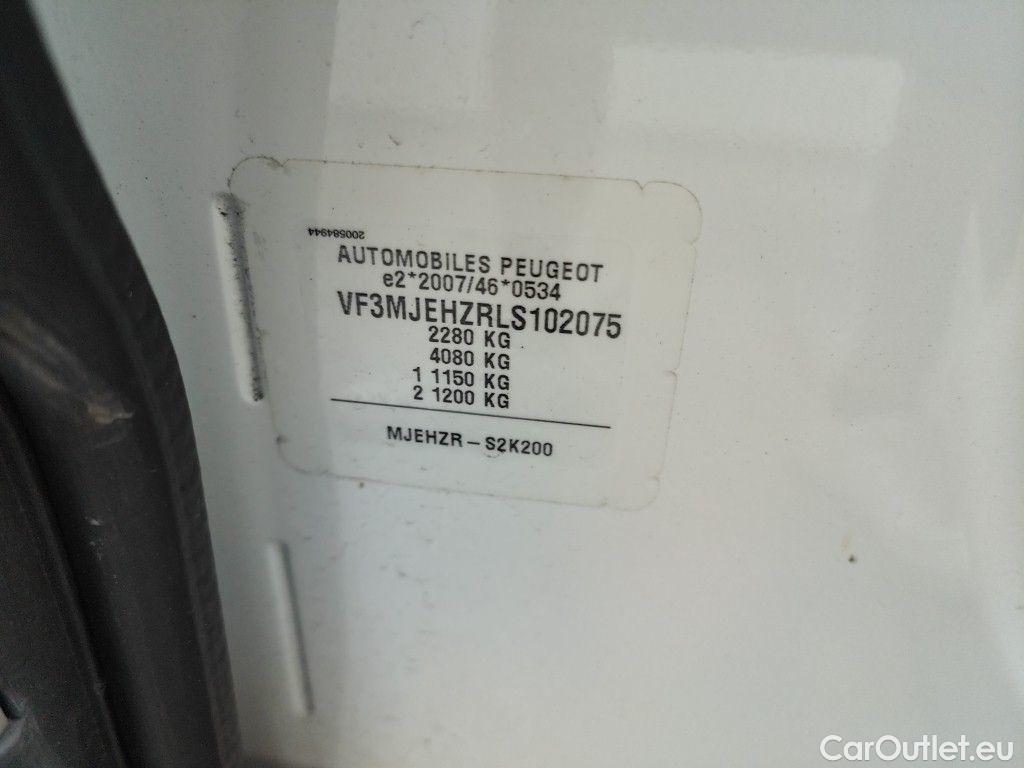 200584944
AUTOMOBILES PEUGEOT
e2*2007/46*0534
VF3MJEHZRLS102075
2280 KG
4080 KG
1 1150 KG
2 1200 KG
MJEHZR – S2K200
CarOutlet.eu